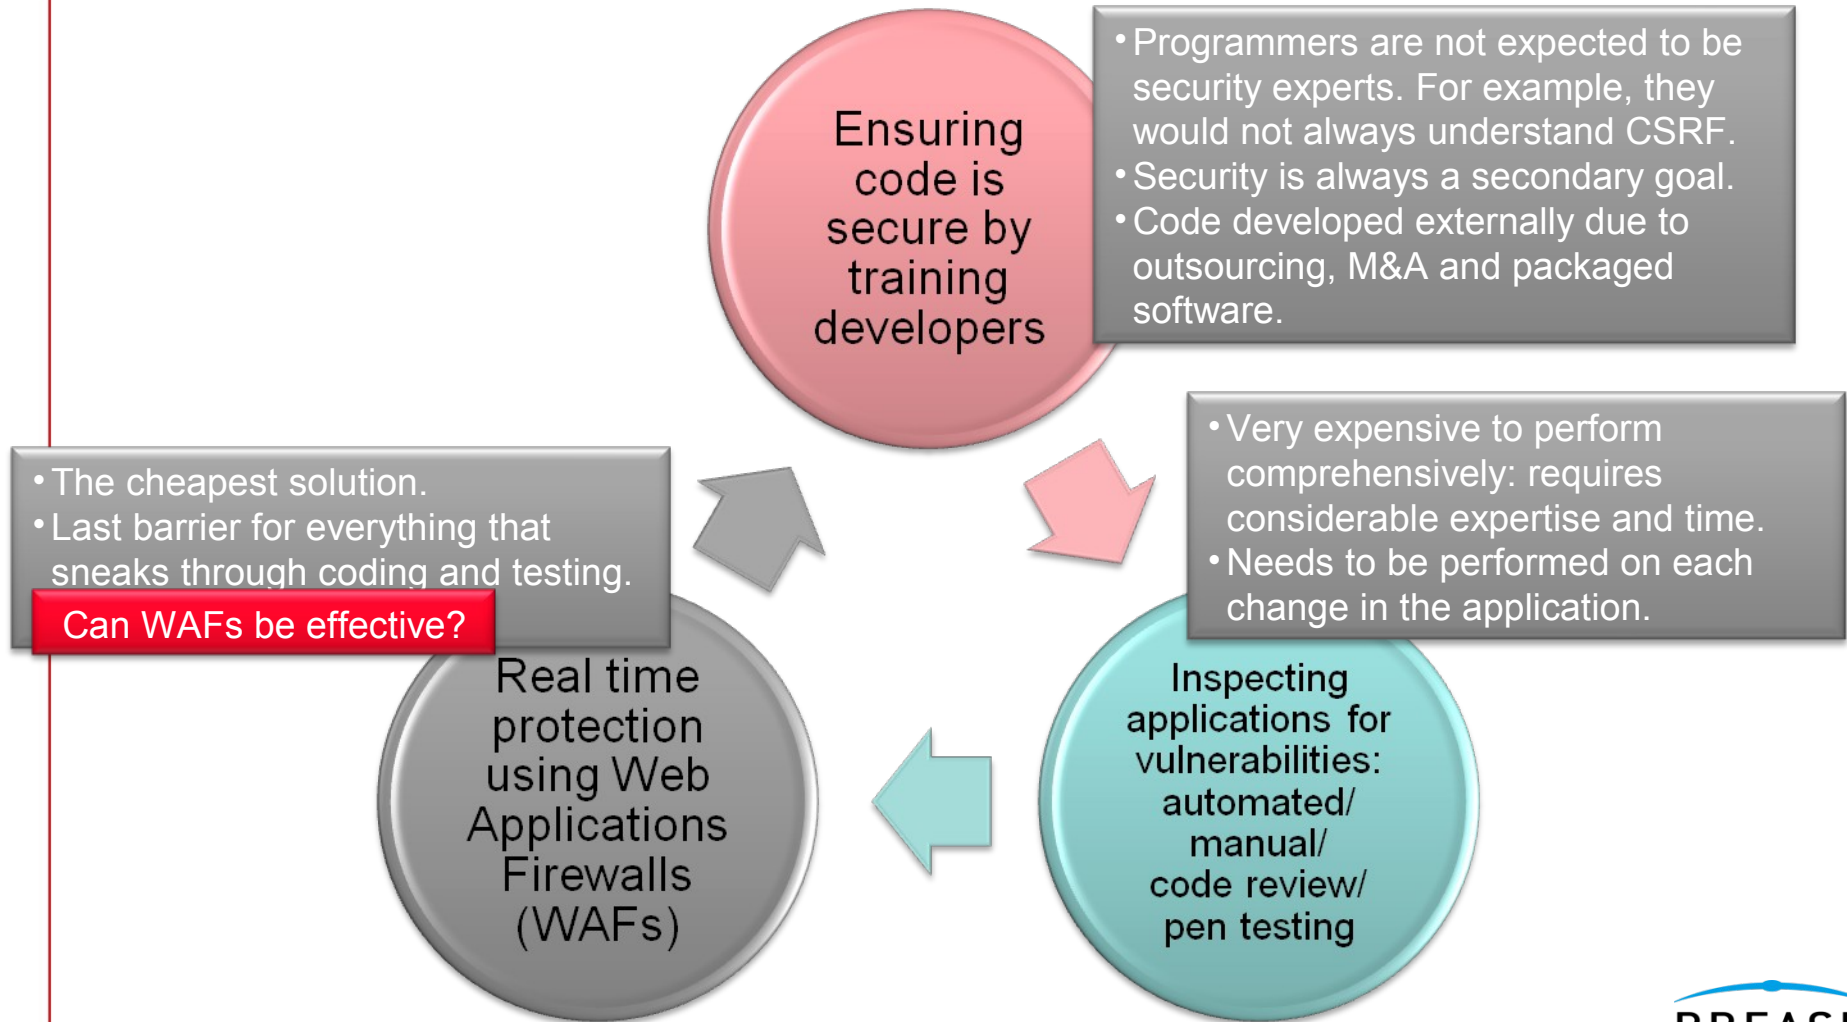 Ensuring
code is
secure by
training
developers
• Programmers are not expected to be
security experts. For example, they
would not always understand CSRF.
• Security is always a secondary goal.
• Code developed externally due to
outsourcing, M&A and packaged
software.
• Very expensive to perform
comprehensively: requires
considerable expertise and time.
• Needs to be performed on each
change in the application.
Inspecting
applications for
vulnerabilities:
automated/
manual/
code review/
pen testing
• The cheapest solution.
• Last barrier for everything that
sneaks through coding and testing.
Can WAFs be effective?
Real time
protection
using Web
Applications
Firewalls
(WAFs)